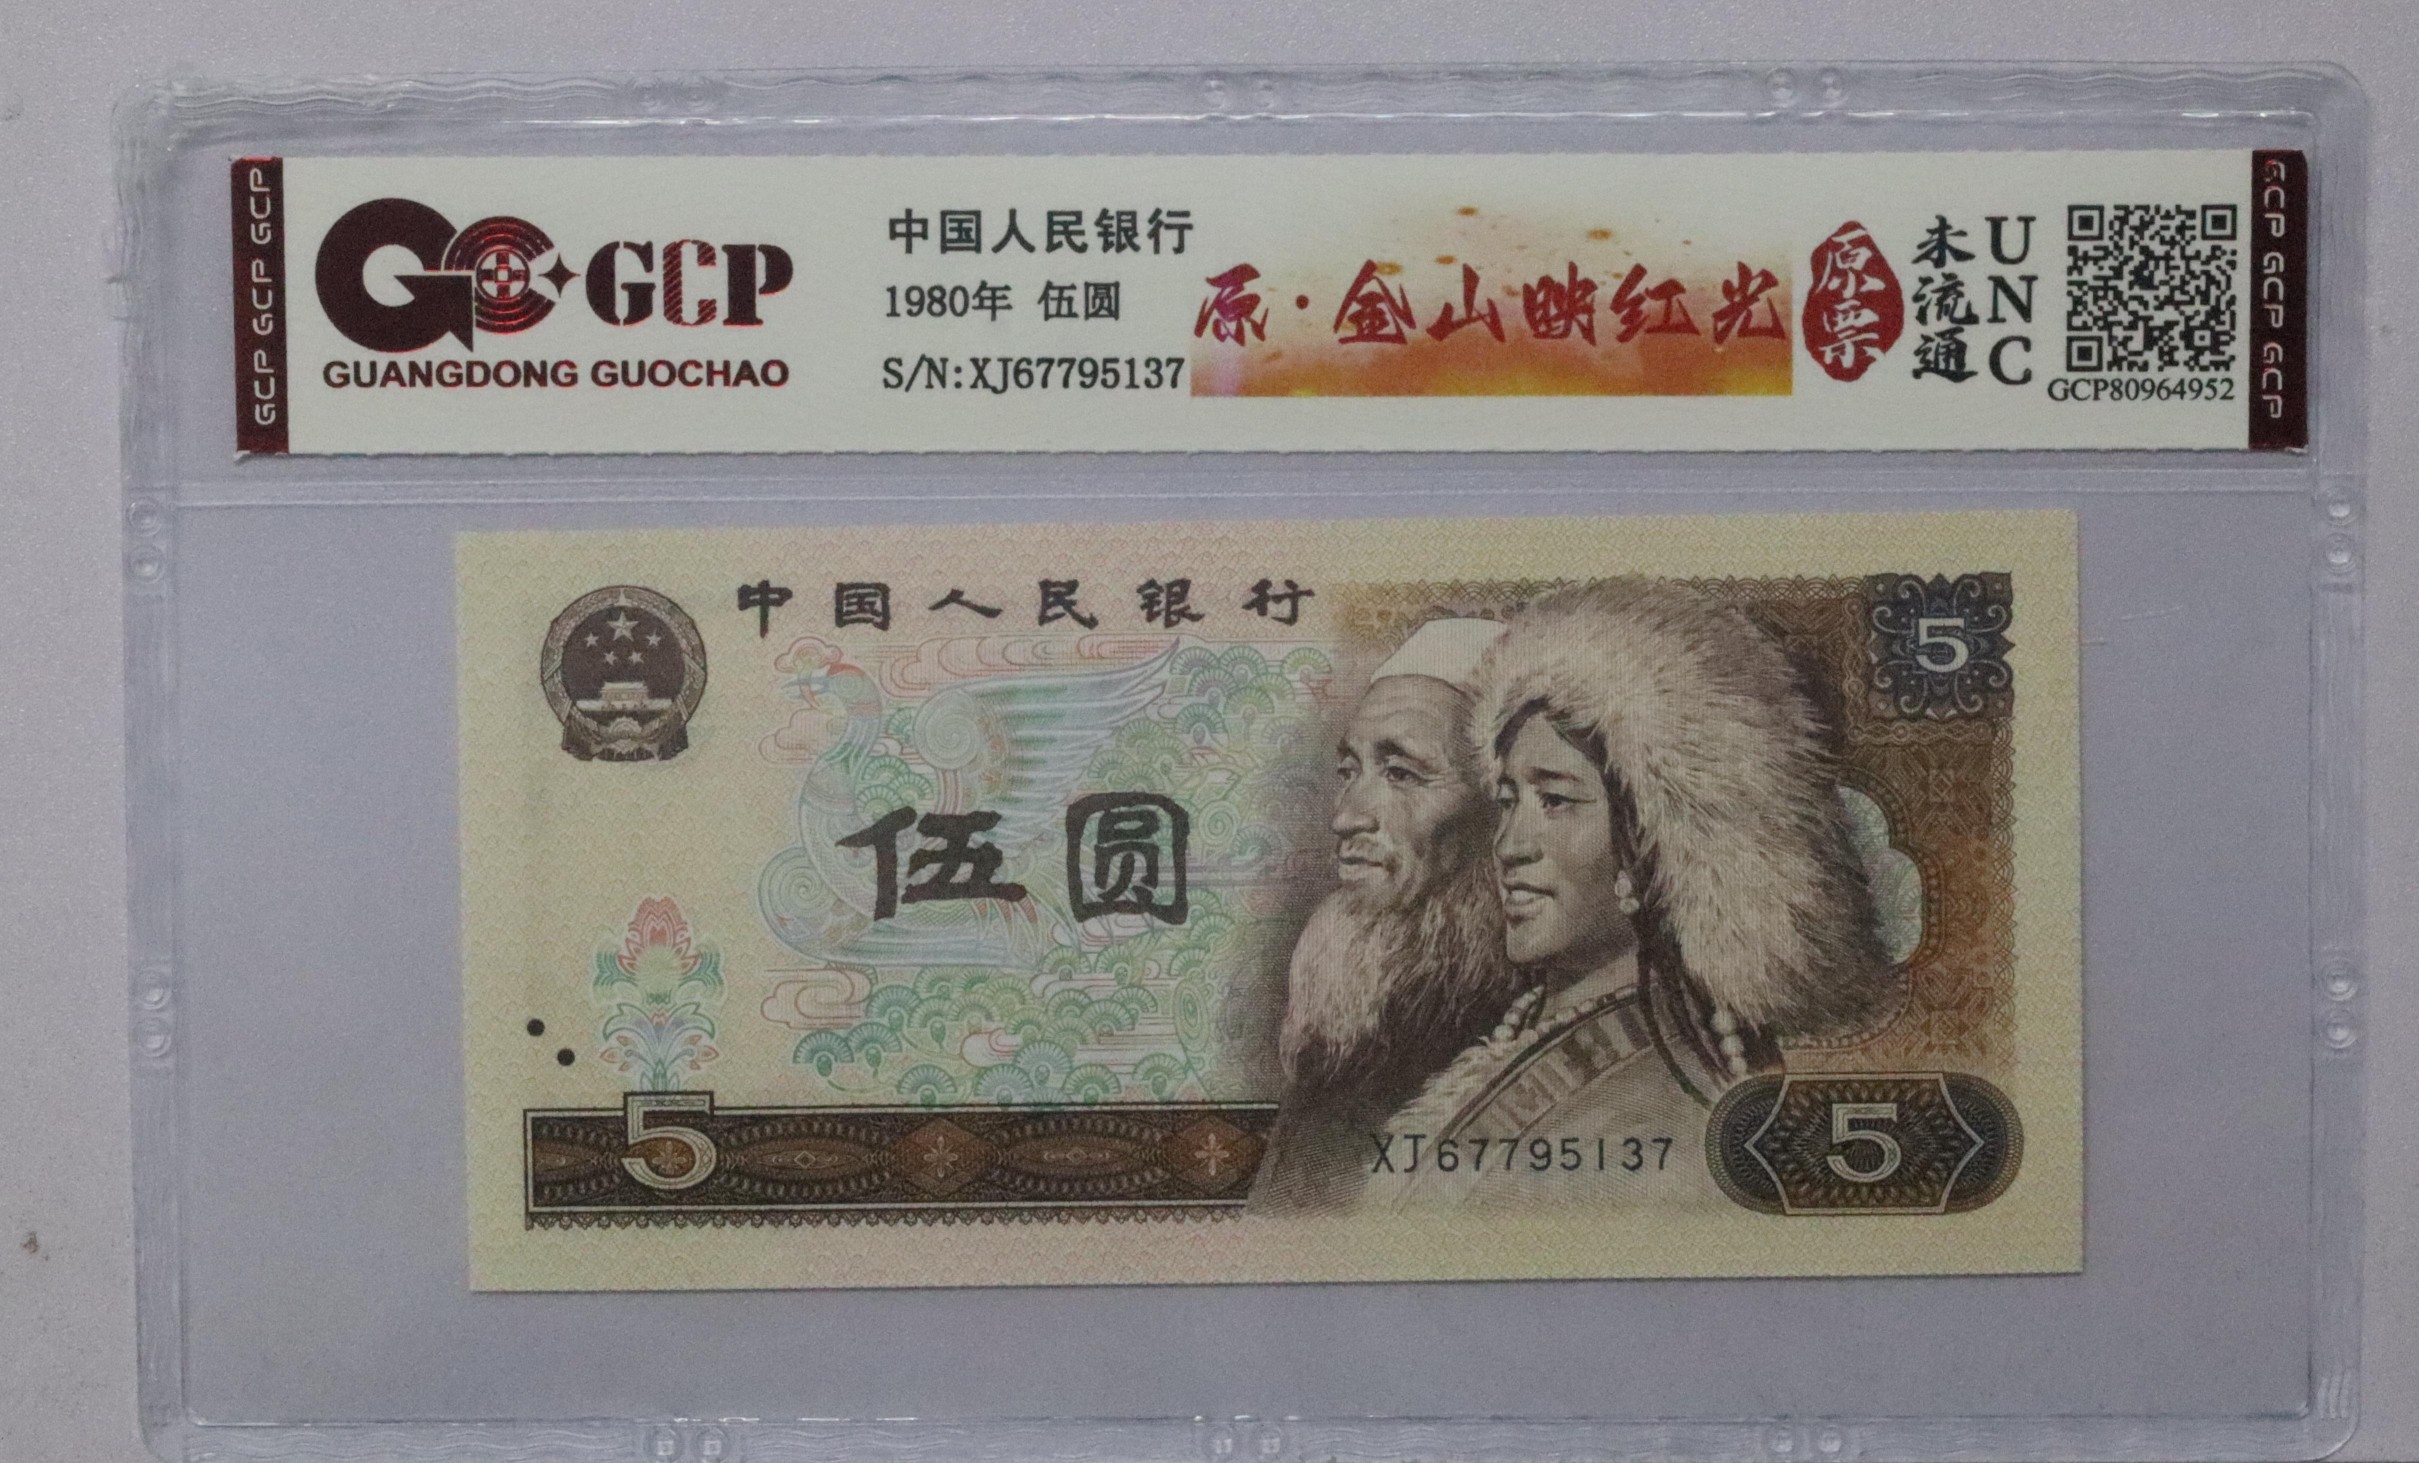 GCP GCP GCP
GCP
GUANGDONG GUOCHAO
中国人民银行
1980年 伍圆
S/N:XJ67795137
原·金山映红光
原票
未流通
UNC
GCP80964952
GCP GCP GCP
中国人民银行
5
伍圆
5
XJ67795137
5